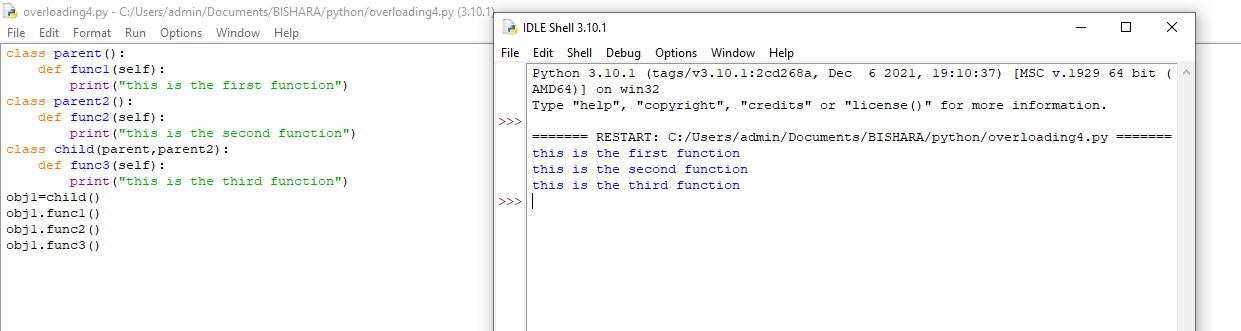 overloading4.py - C:/Users/admin/Documents/BISHARA/python/overloading4.py (3.10.1)
File Edit Format Run Options Window Help
class parent():
    def func1(self):
        print("this is the first function")
class parent2():
    def func2(self):
        print("this is the second function")
class child(parent,parent2):
    def func3(self):
        print("this is the third function")
obj1=child()
obj1.func1()
obj1.func2()
obj1.func3()
IDLE Shell 3.10.1
File Edit Shell Debug Options Window Help
Python 3.10.1 (tags/v3.10.1:2cd268a, Dec  6 2021, 19:10:37) [MSC v.1929 64 bit (
AMD64)] on win32
Type "help", "copyright", "credits" or "license()" for more information.
>>>
======= RESTART: C:/Users/admin/Documents/BISHARA/python/overloading4.py =======
this is the first function
this is the second function
this is the third function
>>>